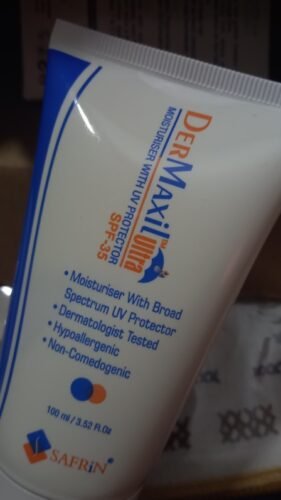 DERMAXIL™ Ultra
MOISTURISER WITH UV PROTECTOR
SPF-35
• Moisturiser With Broad
Spectrum UV Protector
• Dermatologist Tested
• Hypoallergenic
• Non-Comedogenic
100 ml / 3.52 Fl.Oz
SAFRiN